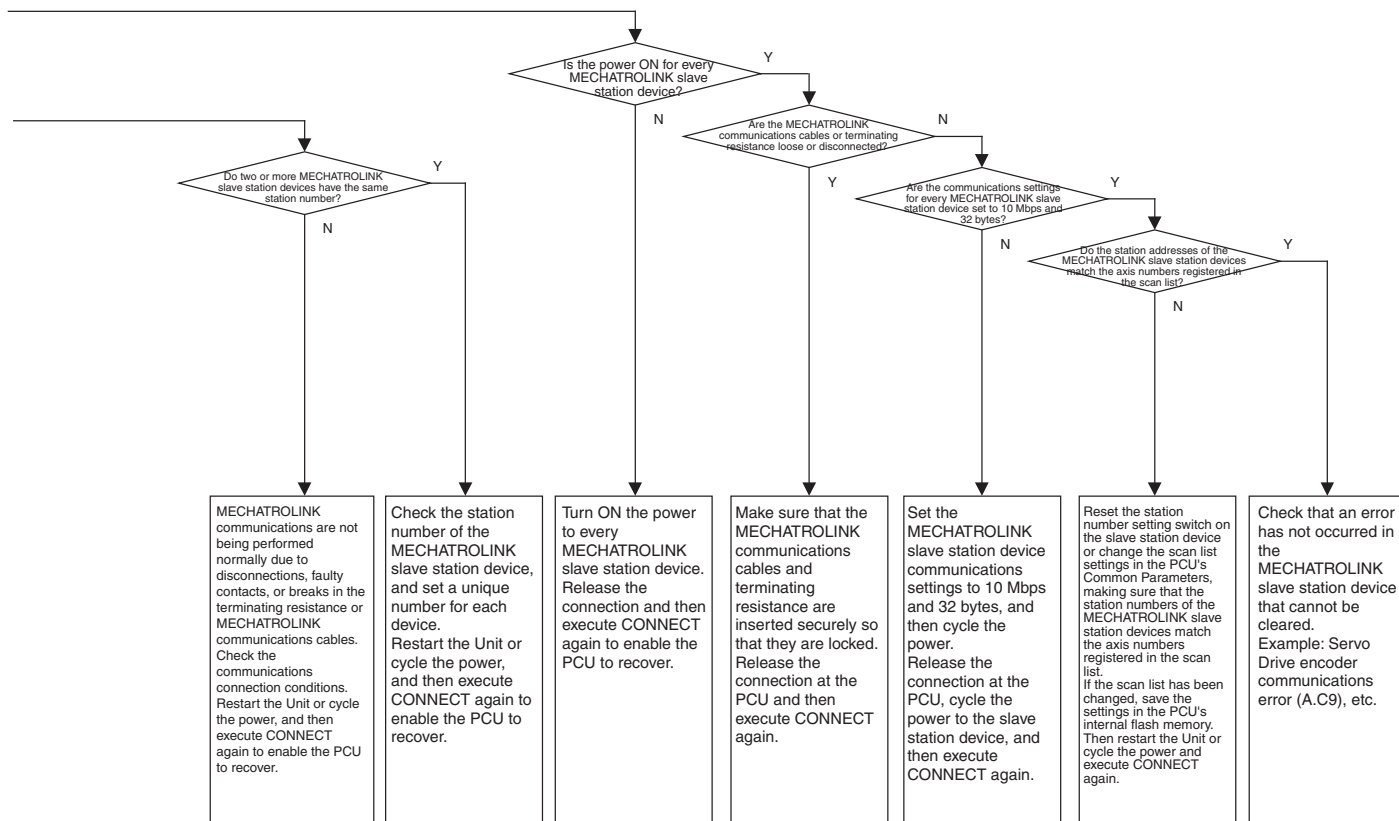 Is the power ON for every
MECHATROLINK slave
station device?
Y
N
Are the MECHATROLINK
communications cables or terminating
resistance loose or disconnected?
N
Y
Do two or more MECHATROLINK
slave station devices have the same
station number?
Y
N
Are the communications settings
for every MECHATROLINK slave
station device set to 10 Mbps and
32 bytes?
Y
N
Do the station addresses of the
MECHATROLINK slave station devices
match the axis numbers registered in
the scan list?
Y
N
MECHATROLINK
communications are not
being performed
normally due to
disconnections, faulty
contacts, or breaks in the
terminating resistance or
MECHATROLINK
communications cables.
Check the
communications
connection conditions.
Restart the Unit or cycle
the power, and then
execute CONNECT
again to enable the PCU
to recover.
Check the station
number of the
MECHATROLINK
slave station device,
and set a unique
number for each
device.
Restart the Unit or
cycle the power,
and then execute
CONNECT again to
enable the PCU to
recover.
Turn ON the power
to every
MECHATROLINK
slave station device.
Release the
connection and then
execute CONNECT
again to enable the
PCU to recover.
Make sure that the
MECHATROLINK
communications
cables and
terminating
resistance are
inserted securely so
that they are locked.
Release the
connection at the
PCU and then
execute CONNECT
again.
Set the
MECHATROLINK
slave station device
communications
settings to 10 Mbps
and 32 bytes, and
then cycle the
power.
Release the
connection at the
PCU, cycle the
power to the slave
station device, and
then execute
CONNECT again.
Reset the station
number setting switch on
the slave station device
or change the scan list
settings in the PCU's
Common Parameters,
making sure that the
station numbers of the
MECHATROLINK slave
station devices match
the axis numbers
registered in the scan
list.
If the scan list has been
changed, save the
settings in the PCU's
internal flash memory.
Then restart the Unit or
cycle the power and
execute CONNECT
again.
Check that an error
has not occurred in
the
MECHATROLINK
slave station device
that cannot be
cleared.
Example: Servo
Drive encoder
communications
error (A.C9), etc.